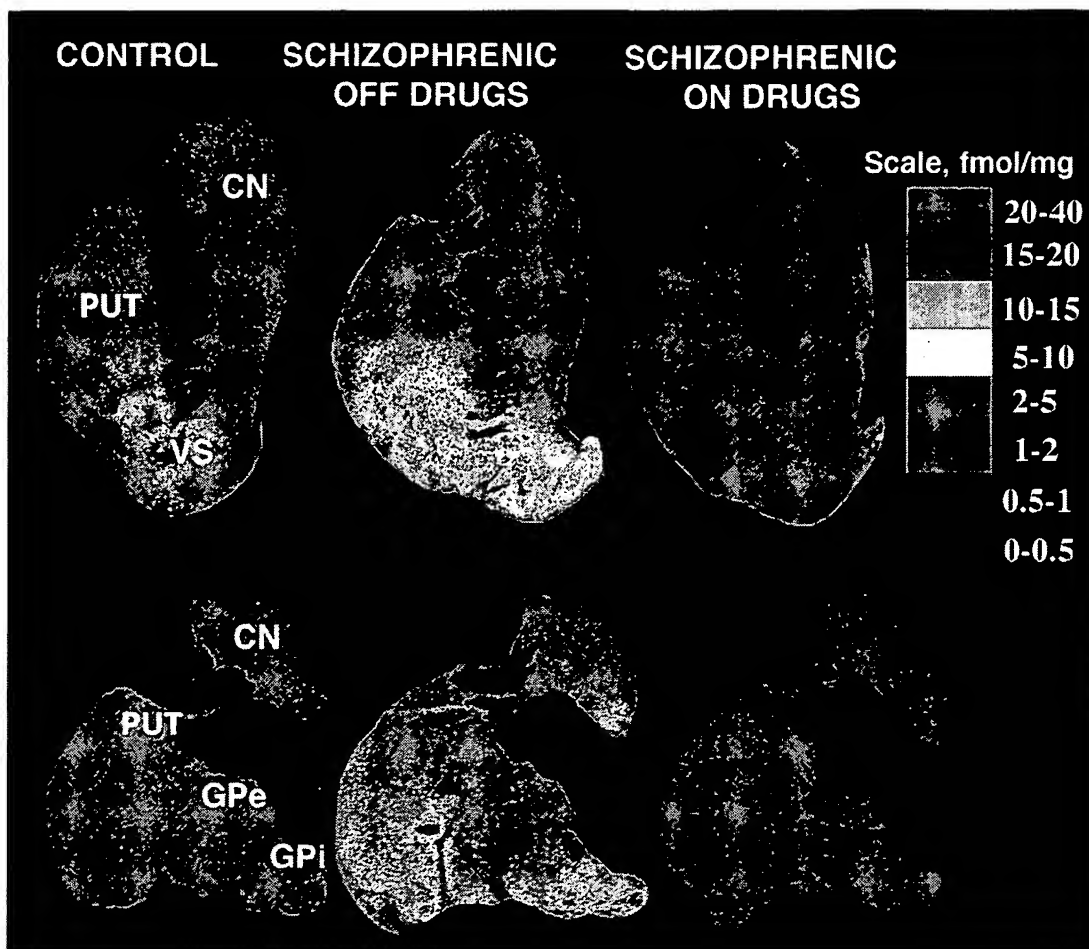 CONTROL
SCHIZOPHRENIC
OFF DRUGS
SCHIZOPHRENIC
ON DRUGS
Scale, fmol/mg
20-40
15-20
10-15
5-10
2-5
1-2
0.5-1
0-0.5
CN
PUT
VS
CN
PUT
GPe
GPi